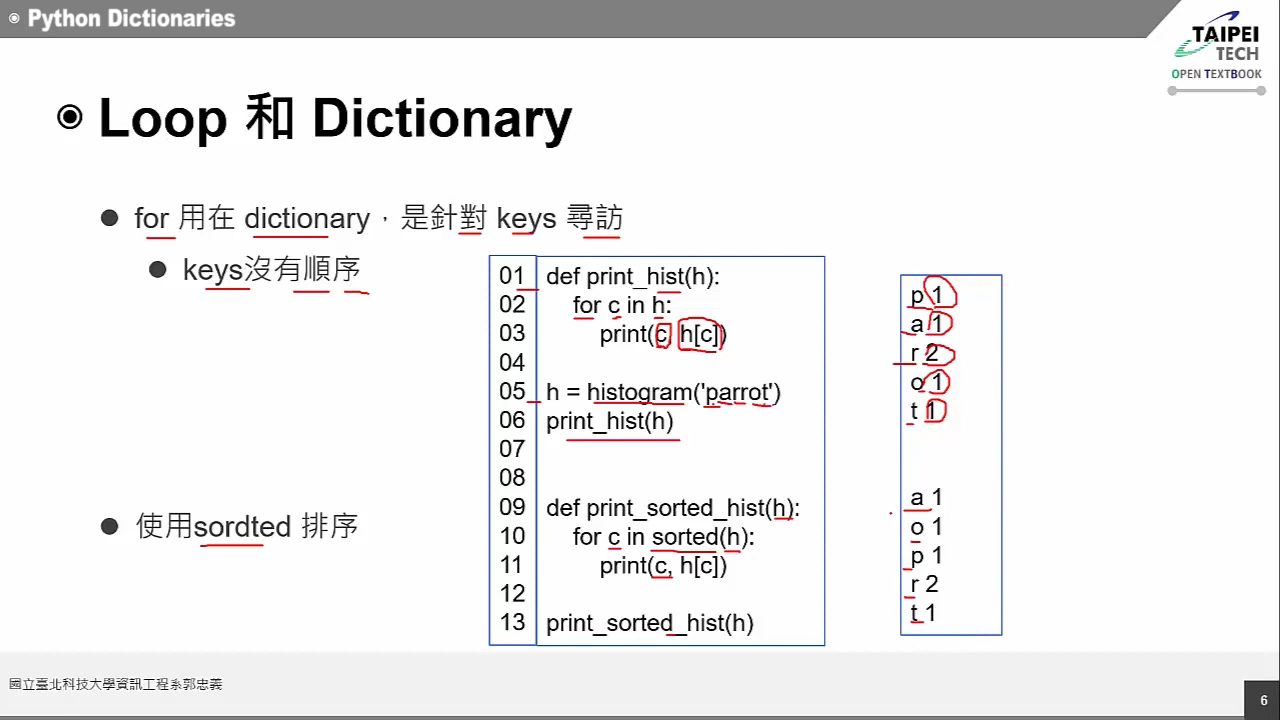 Python Dictionaries
TAIPEI
TECH
OPEN TEXTBOOK
Loop 和 Dictionary
for 用在 dictionary，是針對 keys 尋訪
keys沒有順序
01 def print_hist(h):
02 for c in h:
03 print(c, h[c])
04
05 h = histogram('parrot')
06 print_hist(h)
07
08
09 def print_sorted_hist(h):
10 for c in sorted(h):
11 print(c, h[c])
12
13 print_sorted_hist(h)
p 1
a 1
r 2
o 1
t 1
a 1
o 1
p 1
r 2
t 1
使用sordted 排序
國立臺北科技大學資訊工程系郭忠義
6